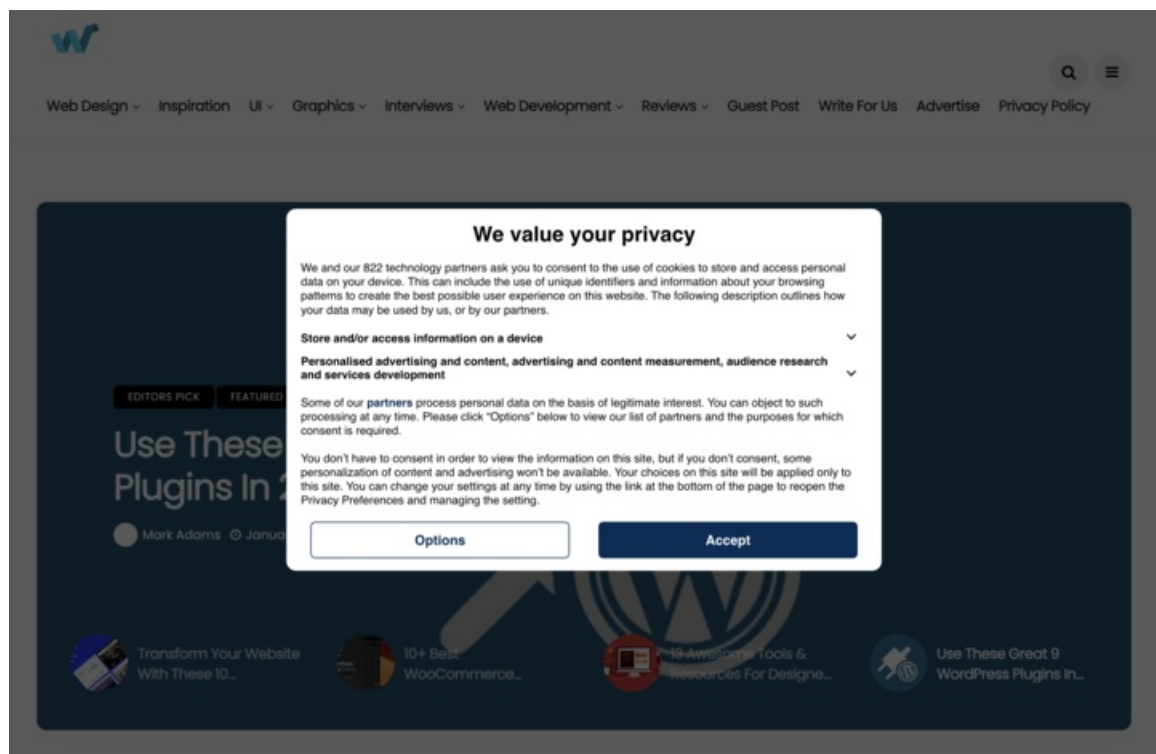 Web Design Inspiration UI Graphics Interviews Web Development Reviews Guest Post Write For Us Advertise Privacy Policy
We value your privacy
We and our 822 technology partners ask you to consent to the use of cookies to store and access personal
data on your device. This can include the use of unique identifiers and information about your browsing
patterns to create the best possible user experience on this website. The following description outlines how
your data may be used by us, or by our partners.
Store and/or access information on a device
Personalised advertising and content, advertising and content measurement, audience research
and services development
Some of our partners process personal data on the basis of legitimate interest. You can object to such
processing at any time. Please click "Options" below to view our list of partners and the purposes for which
consent is required.
You don't have to consent in order to view the information on this site, but if you don't consent, some
personalization of content and advertising won't be available. Your choices on this site will be applied only to
this site. You can change your settings at any time by using the link at the bottom of the page to reopen the
Privacy Preferences and managing the setting.
Options Accept
EDITORS PICK FEATURED
Use These
Plugins In
Mark Adams
Transform Your Website
With These 10...
10+ Best
WooCommerce...
13 Awesome Tools &
Resources For Designe...
Use These Great 9
WordPress Plugins In...